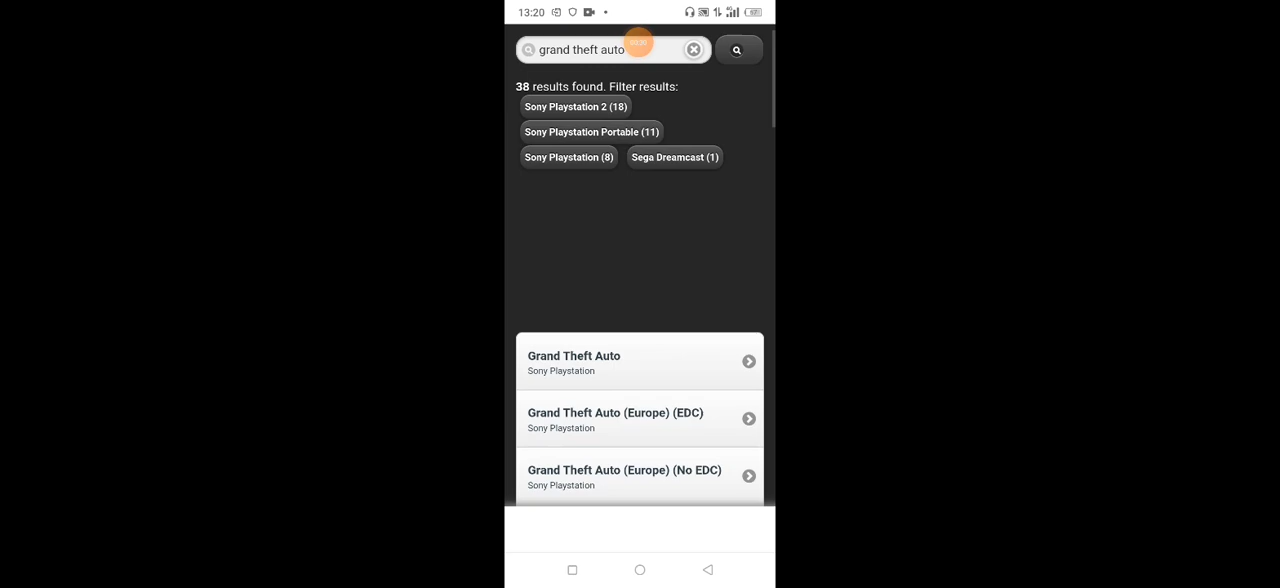 13:20
grand theft auto
38 results found. Filter results:
Sony Playstation 2 (18)
Sony Playstation Portable (11)
Sony Playstation (8) Sega Dreamcast (1)
Grand Theft Auto
Sony Playstation
Grand Theft Auto (Europe) (EDC)
Sony Playstation
Grand Theft Auto (Europe) (No EDC)
Sony Playstation